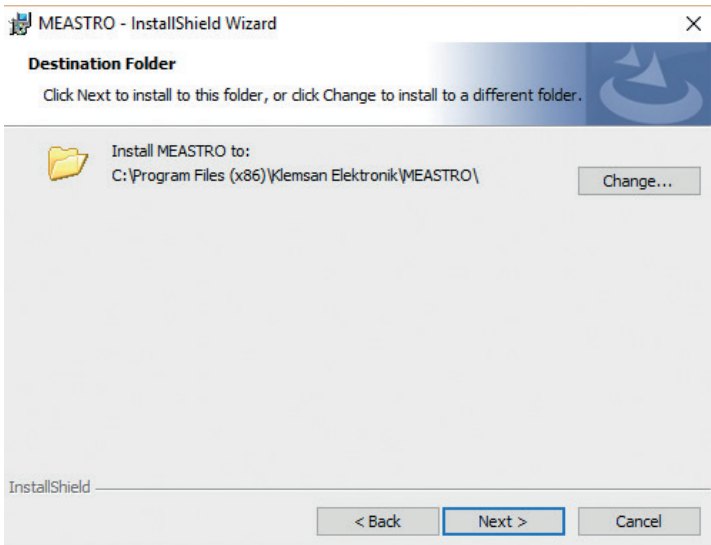 MEASTRO - InstallShield Wizard
Destination Folder
Click Next to install to this folder, or click Change to install to a different folder.
Install MEASTRO to:
C:\Program Files (x86)\Klemsan Elektronik\MEASTRO\
Change...
InstallShield
< Back
Next >
Cancel